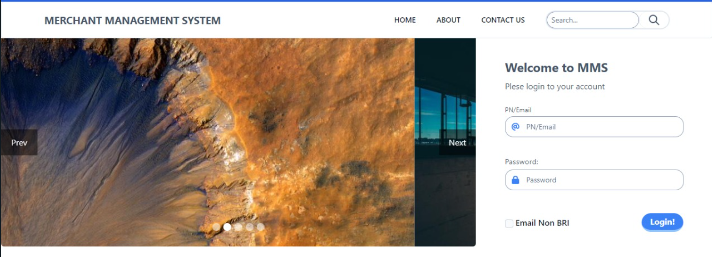 MERCHANT MANAGEMENT SYSTEM
HOME ABOUT CONTACT US Search...
Prev
Next
Welcome to MMS
Plese login to your account
PN/Email
PN/Email
Password:
Password
Email Non BRI
Login!